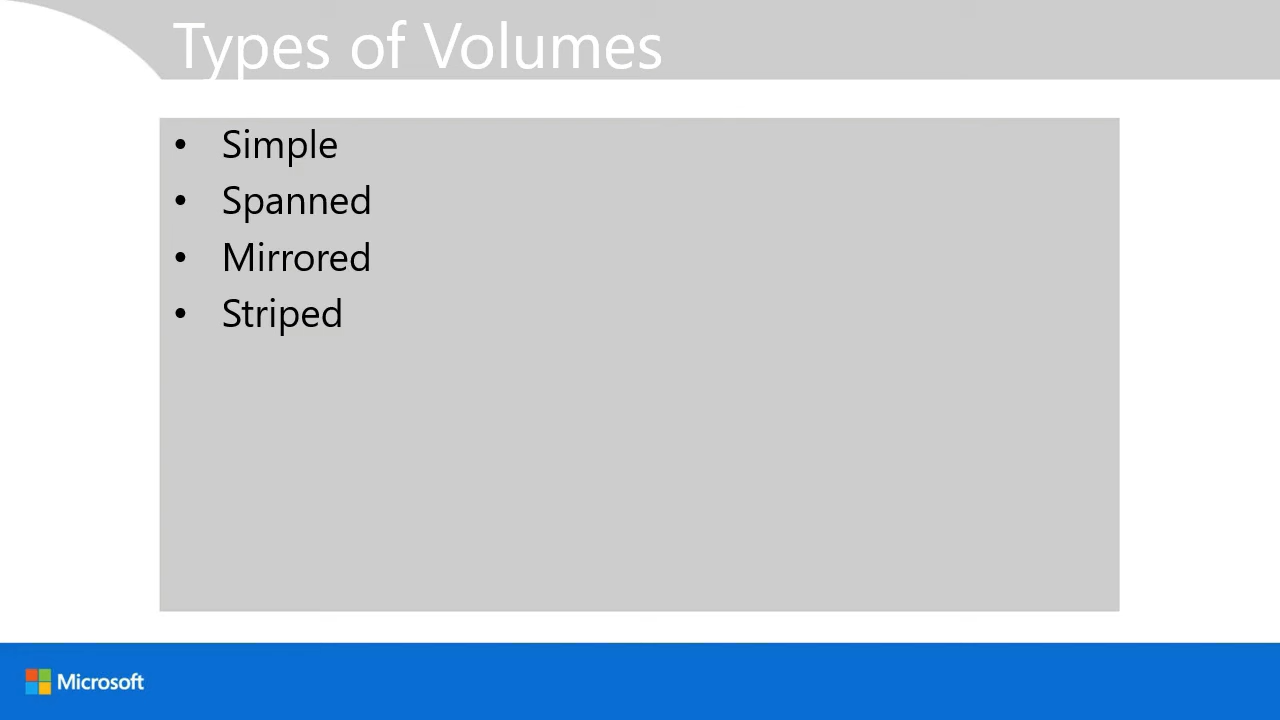 Types of Volumes
• Simple
• Spanned
• Mirrored
• Striped
Microsoft